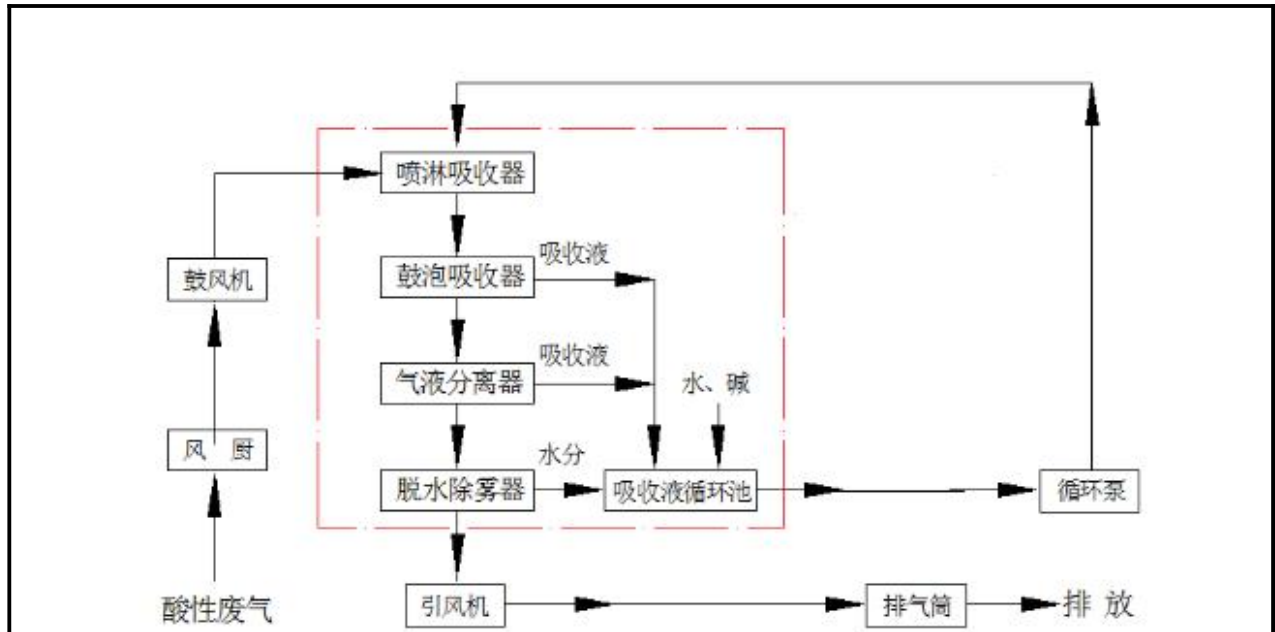 喷淋吸收器
吸收液
鼓风机
鼓泡吸收器
吸收液
气液分离器
水、碱
风 厨
水分
脱水除雾器
吸收液循环池
循环泵
酸性废气
引风机
排气筒
排 放